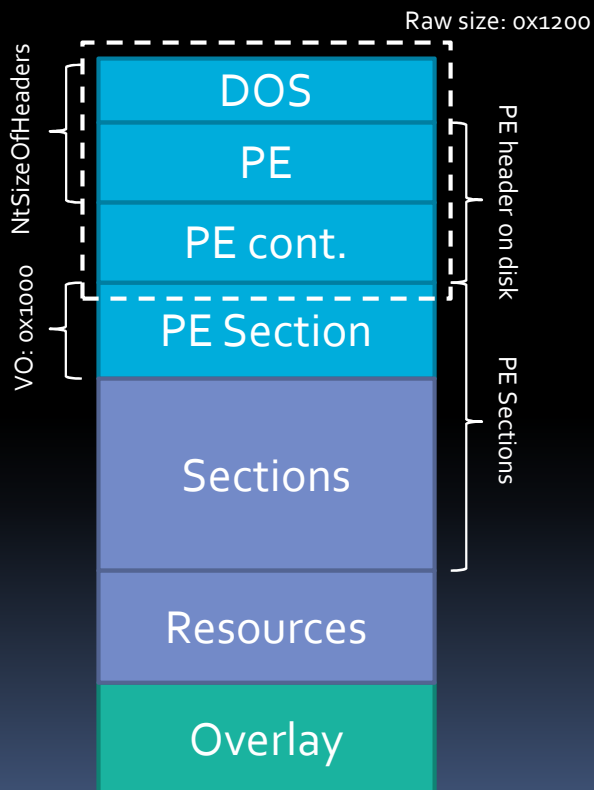 Raw size: 0x1200
NtSizeOfHeaders
DOS
PE
PE header on disk
PE cont.
VO: 0x1000
PE Section
PE Sections
Sections
Resources
Overlay